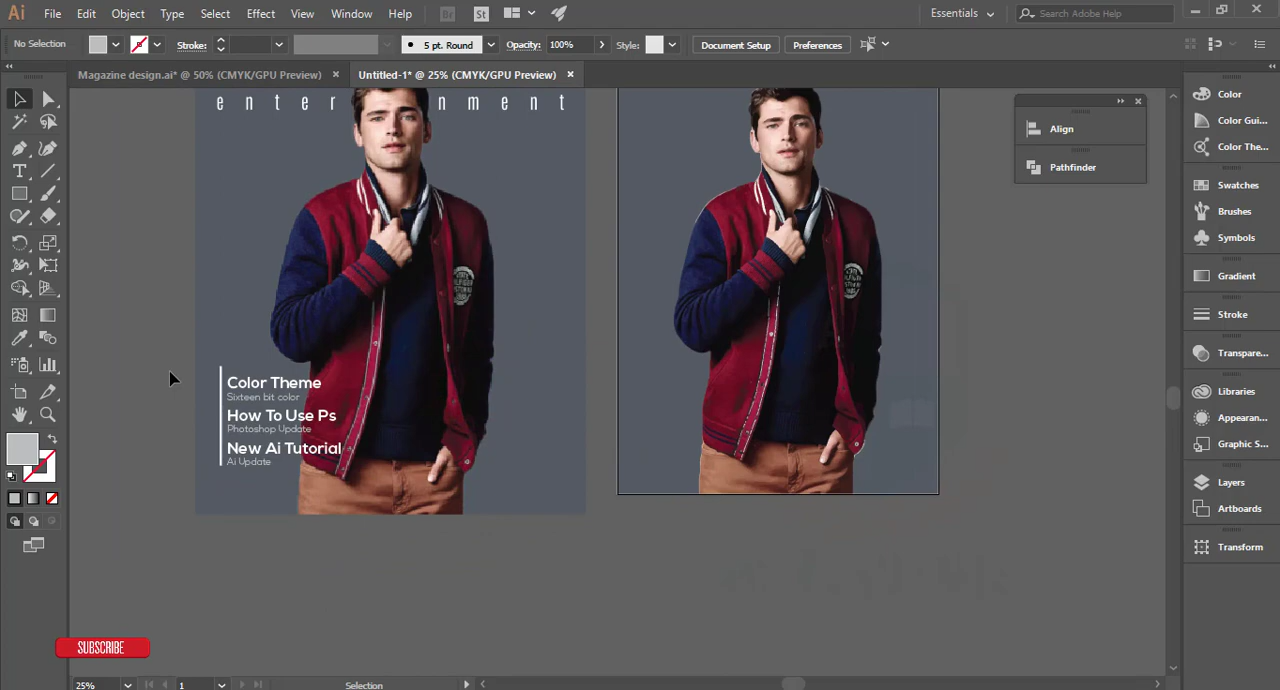 Ai File Edit Object Type Select Effect View Window Help Br St Essentials Search Adobe Help
No Selection Stroke: 5 pt. Round Opacity: 100% Style: Document Setup Preferences
Magazine design.ai* @ 50% (CMYK/GPU Preview) Untitled-1* @ 25% (CMYK/GPU Preview)
enter nment
Align
Pathfinder
Color
Color Gui...
Color The...
Swatches
Brushes
Symbols
Gradient
Stroke
Transpare...
Libraries
Appearan...
Graphic S...
Layers
Artboards
Transform
Color Theme
Sixteen bit color
How To Use Ps
Photoshop Update
New Ai Tutorial
Ai Update
SUBSCRIBE
25% 1 Selection